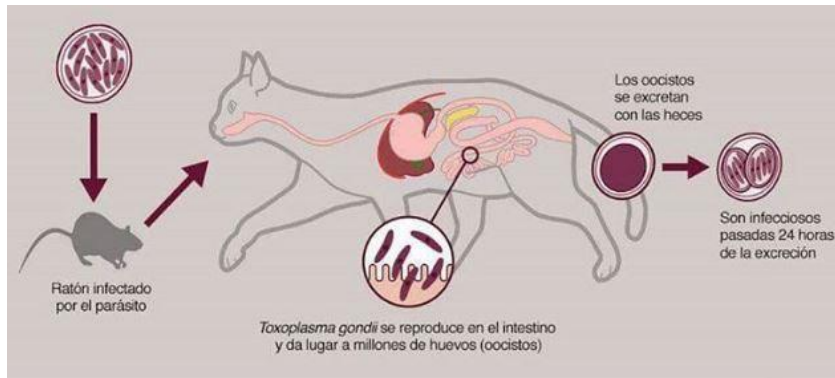 Los oocistos
se excretan
con las heces
Son infecciosos
pasadas 24 horas
de la excreción
Ratón infectado
por el parásito
Toxoplasma gondii se reproduce en el intestino
y da lugar a millones de huevos (oocistos)